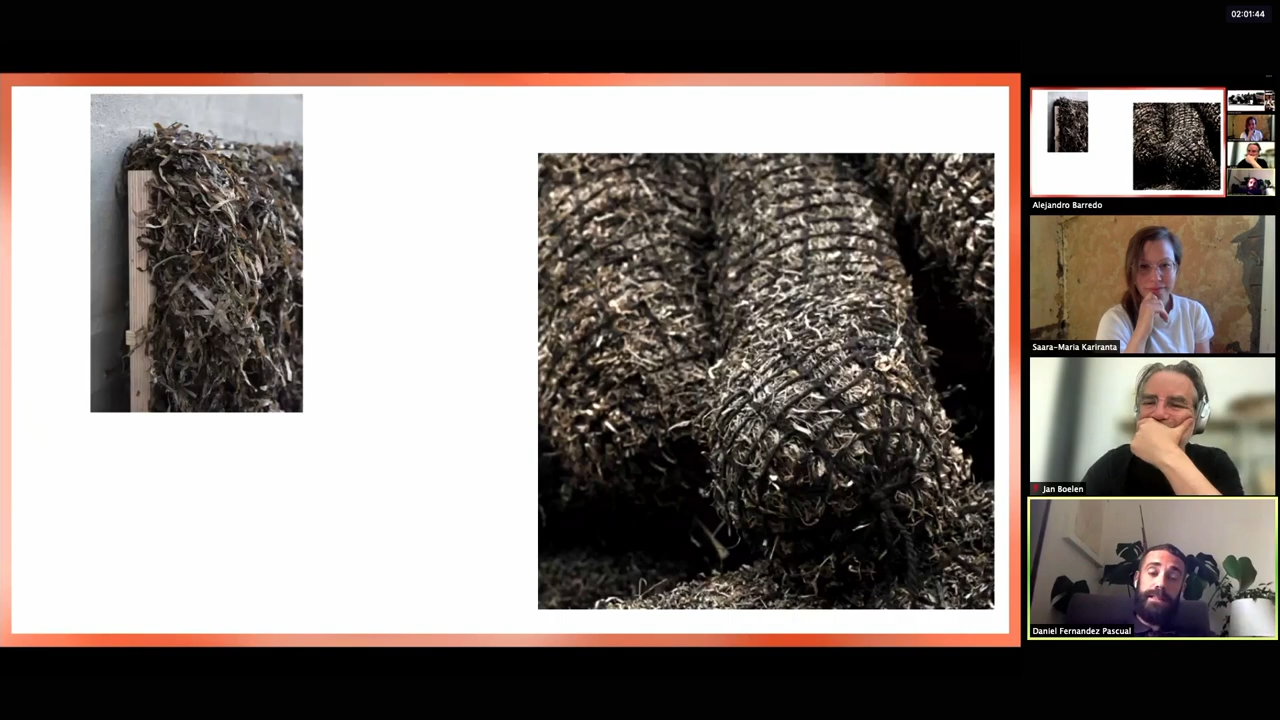 02:01:44
Alejandro Barredo
Saara-Maria Kariranta
Jan Boelen
Daniel Fernandez Pascual